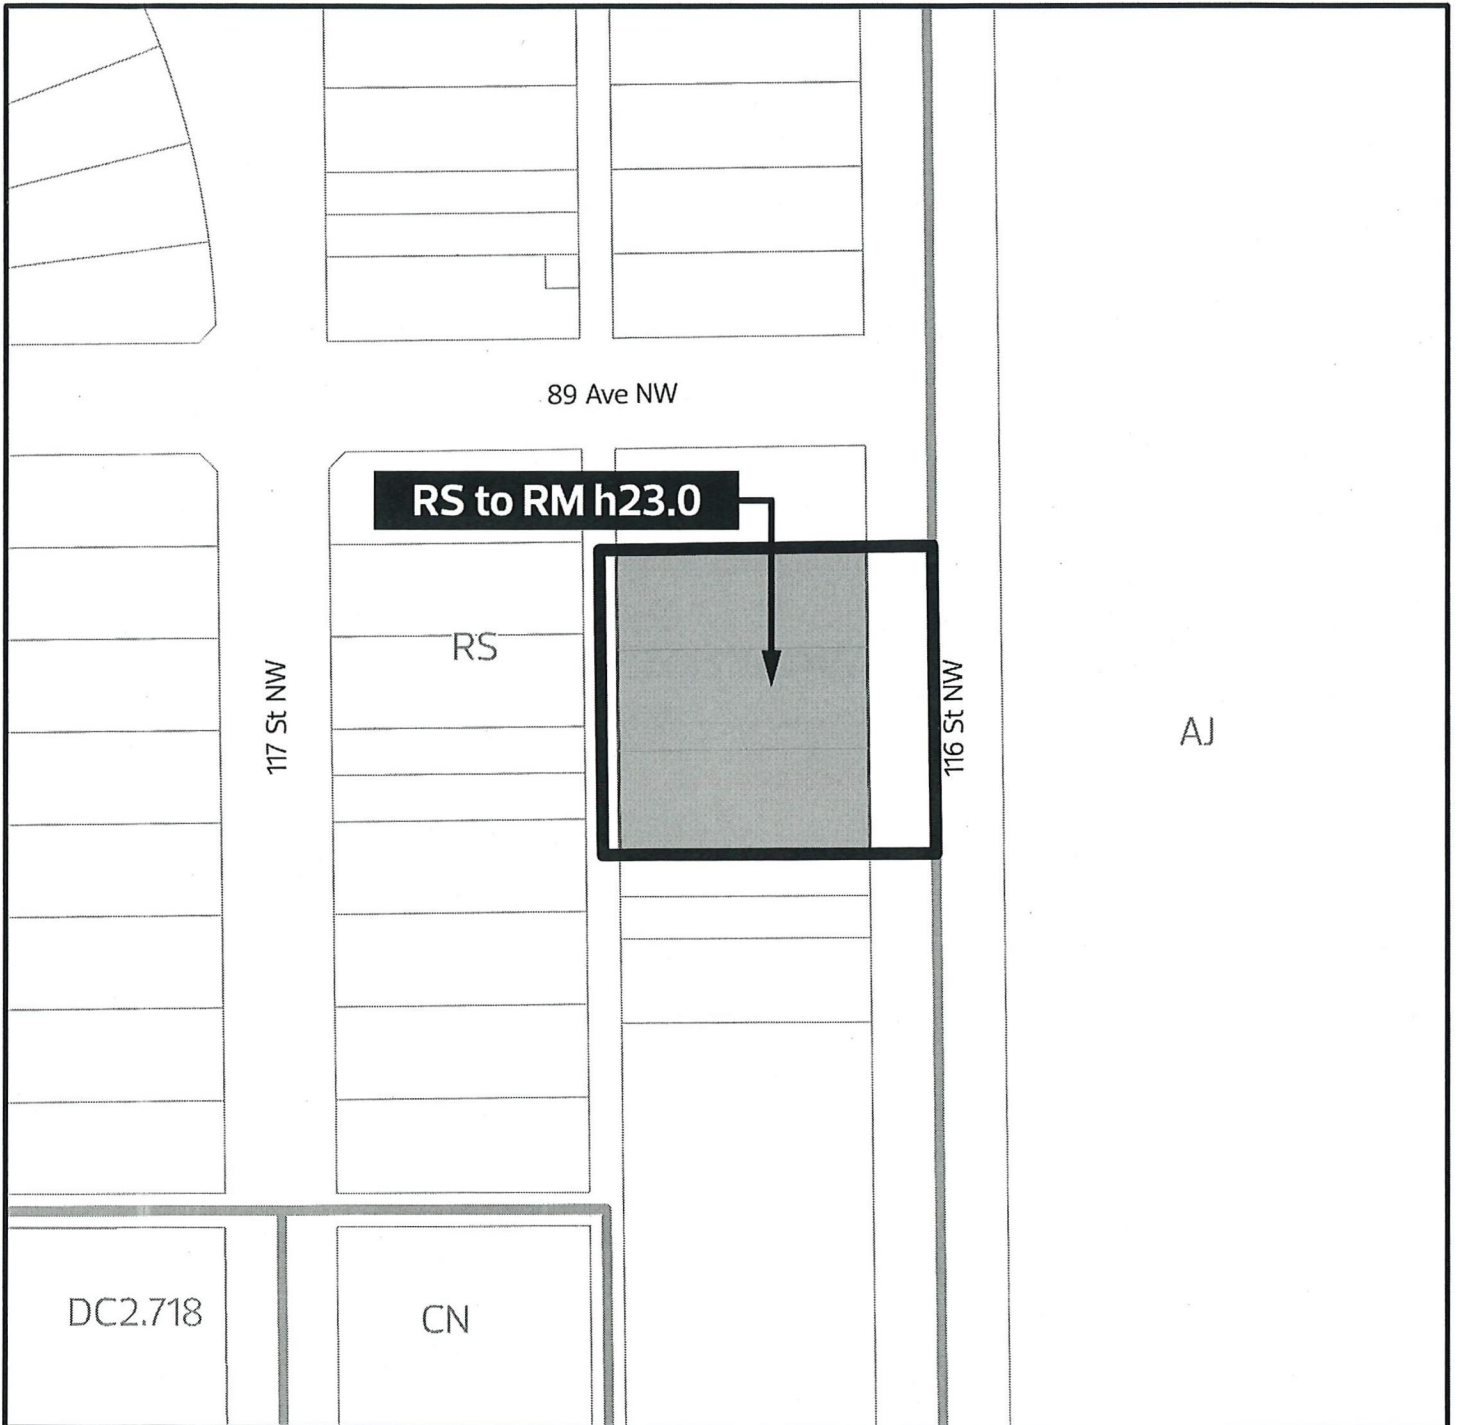 89 Ave NW
RS to RM h23.0
RS
117 St NW
116 St NW
AJ
DC2.718
CN